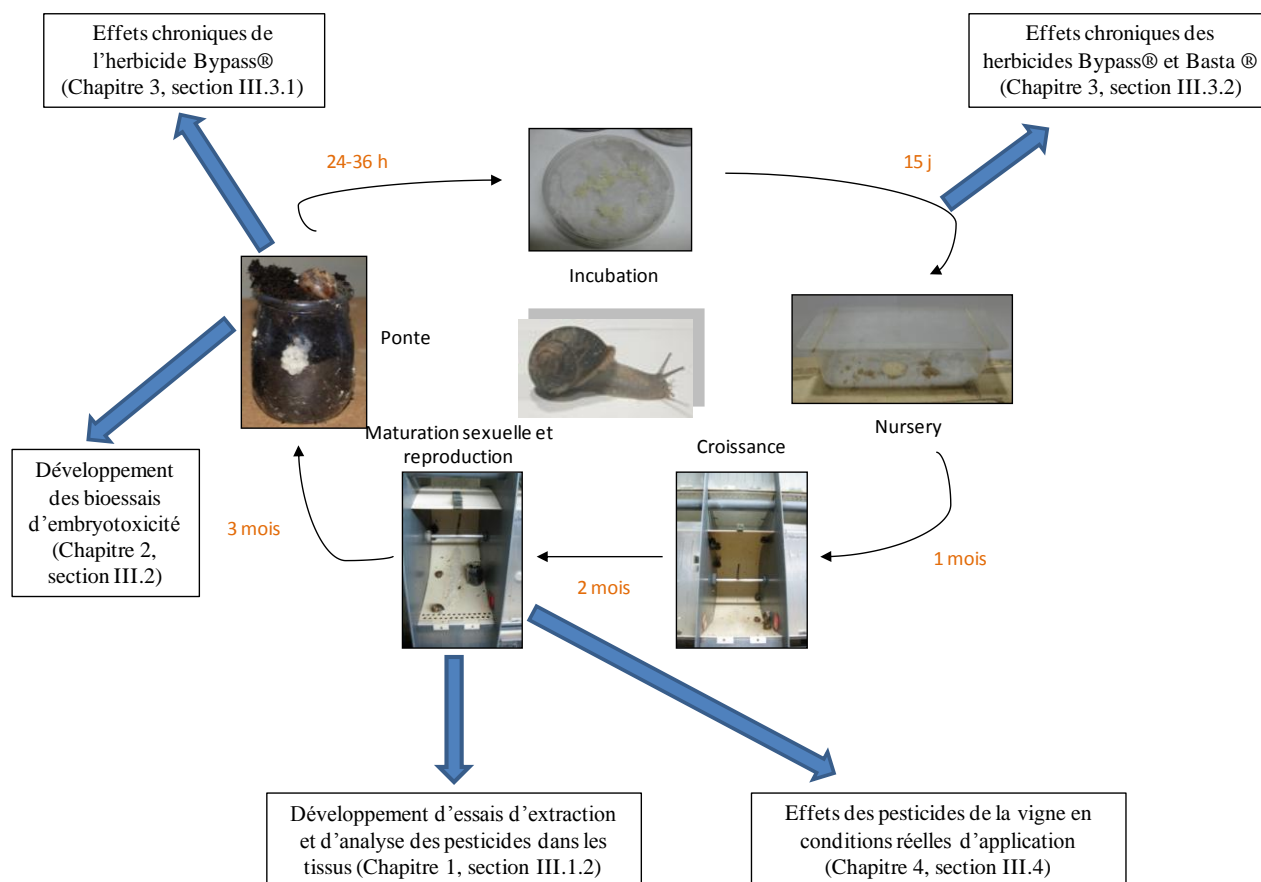 Effets chroniques de
l'herbicide Bypass®
(Chapitre 3, section III.3.1)
Effets chroniques des
herbicides Bypass® et Basta ®
(Chapitre 3, section III.3.2)
24-36 h
15 j
Incubation
Ponte
Nursery
Maturation sexuelle et
reproduction
Croissance
Développement
des bioessais
d'embryotoxicité
(Chapitre 2,
section III.2)
3 mois
2 mois
1 mois
Développement d'essais d'extraction
et d'analyse des pesticides dans les
tissus (Chapitre 1, section III.1.2)
Effets des pesticides de la vigne en
conditions réelles d'application
(Chapitre 4, section III.4)